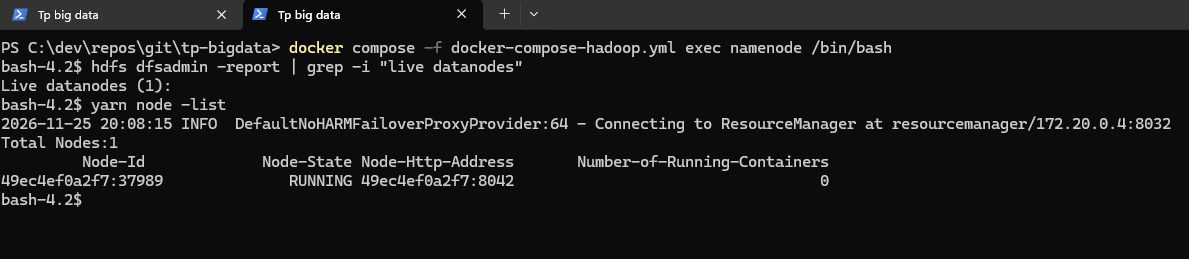 Tp big data
Tp big data
PS C:\dev\repos\git\tp-bigdata> docker compose -f docker-compose-hadoop.yml exec namenode /bin/bash
bash-4.2$ hdfs dfsadmin -report | grep -i "live datanodes"
Live datanodes (1):
bash-4.2$ yarn node -list
2026-11-25 20:08:15 INFO  DefaultNoHARMFailoverProxyProvider:64 - Connecting to ResourceManager at resourcemanager/172.20.0.4:8032
Total Nodes:1
         Node-Id             Node-State Node-Http-Address       Number-of-Running-Containers
49ec4ef0a2f7:37989              RUNNING 49ec4ef0a2f7:8042                                  0
bash-4.2$